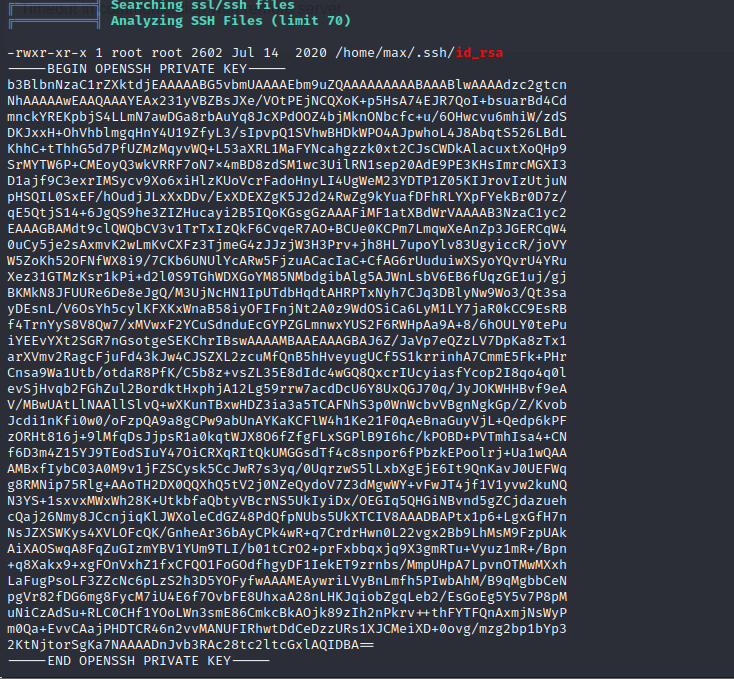 Searching ssl/ssh files
Analyzing SSH Files (limit 70)
-rwxr-xr-x 1 root root 2602 Jul 14  2020 /home/max/.ssh/id_rsa
-----BEGIN OPENSSH PRIVATE KEY-----
b3BlbnNzaC1rZXktdjEAAAAABG5vbmUAAAAEbm9uZQAAAAAAAAABAAABlwAAAAdzc2gtcn
NhAAAAAwEAAQAAAYEAx231yVBZBsJXe/VOtPEjNCQXoK+p5HsA74EJR7QoI+bsuarBd4Cd
mnckYREKpbjS4LLmN7awDGa8rbAuYq8JcXPdOOZ4bjMknONbcfc+u/6OHwcvu6mhiW/zdS
DKJxxH+OhVhblmgqHnY4U19ZfyL3/sIpvpQ1SVhwBHDkWPO4AJpwhoL4J8AbqtS526LBdL
KhhC+tThhG5d7PfUZMzMqvyWQ+L53aXRL1MaFYNcahgzzk0xt2CJsCWDkAlacuxtXoQHp9
SrMYTW6P+CMEoyQ3wkVRRF7oN7x4mBD8zdSM1wc3UilRN1sep20AdE9PE3KHsImrcMGXI3
D1ajf9C3exrIMSycv9Xo6xiHlzKUoVcrFadoHnyLI4UgWeM23YDTP1Z05KIJrovIzUtjuN
pHSQIL0SxEF/hOudjJLxXxDDv/ExXDEXZgK5J2d24RwZg9kYuafDFhRLYXpFYekBr0D7z/
qE5QtjS14+6JgQS9he3ZIZHucayi2B5IQoKGsgGzAAAFiMF1atXBdWrVAAAAB3NzaC1yc2
EAAAGBAMdt9clQWQbCV3v1TrTxIzQkF6CvqeR7AO+BCUe0KCPm7LmqwXeAnZp3JGERCqW4
0uCy5je2sAxmvK2wLmKvCXFz3TjmeG4zJJzjW3H3Prv+jh8HL7upoYlv83UgyiccR/joVY
W5ZoKh52OFNfWX8i9/7CKb6UNUlYcARw5FjzuACacIaC+CfAG6rUuduiwXSyoYQvrU4YRu
Xez31GTMzKsr1kPi+d2l0S9TGhWDXGoYM85NMbdgibAlg5AJWnLsbV6EB6fUqzGE1uj/gj
BKMkN8JFUURe6De8eJgQ/M3UjNcHN1IpUTdbHqdtAHRPTxNyh7CJq3DBlyNw9Wo3/Qt3sa
yDEsnL/V6OsYh5cylKFXKxWnaB58iyOFIFnjNt2A0z9WdOSiCa6LyM1LY7jaR0kCC9EsRB
f4TrnYyS8V8Qw7/xMVwxF2YCuSdnduEcGYPZGLmnwxYUS2F6RWHpAa9A+8/6hOULY0tePu
iYEEvYXt2SGR7nGsotgeSEKChrIBswAAAAMBAAEAAAGBAJ6Z/JaVp7eQZzLV7DpKa8zTx1
arXVmv2RagcFjuFd43kJw4CJSZXL2zcuMfQnB5hHveyugUCf5S1krrinhA7CmmE5Fk+PHr
Cnsa9Wa1Utb/otdaR8PfK/C5b8z+vsZL35E8dIdc4wGQ8QxcrIUcyiasfYcop2I8qo4q0l
evSjHvqb2FGhZul2BordktHxphjA12Lg59rrw7acdDcU6Y8UxQGJ70q/JyJOKWHHBvf9eA
V/MBwUAtLlNAAllSlvQ+wXKunTBxwHDZ3ia3a5TCAFNhS3p0WnWcbvVBgnNgkGp/Z/Kvob
Jcdi1nKfi0w0/oFzpQA9a8gCPw9abUnAYKaKCFlW4h1Ke21F0qAeBnaGuyVjL+Qedp6kPF
zORHt816j+9lMfqDsJjpsR1a0kqtWJX8O6fZfgFLxSGPlB9I6hc/kPOBD+PVTmhIsa4+CN
f6D3m4Z15YJ9TEodSIuY47OiCRXqRItQkUMGGsdTf4c8snpor6fPbzkEPoolrj+Ua1wQAA
AMBxfIybC03A0M9v1jFZSCysk5CcJwR7s3yq/0UqrzwS5lLxbXgEjE6It9QnKavJ0UEFWq
g8RMNip75Rlg+AAoTH2DX0QQXhQ5tV2j0NZeQydoV7Z3dMgwWY+vFwJT4jf1V1yvw2kuNQ
N3YS+1sxvxMWxWh28K+UtkbfaQbtyVBcrNS5UkIyiDx/OEGIq5QHGiNBvnd5gZCjdazueh
cQaj26Nmy8JCcnjiqKlJWXoleCdGZ48PdQfpNUbs5UkXTCIV8AAADBAPtx1p6+LgxGfH7n
NsJZXSWKys4XVLOFcQK/GnheAr36bAyCPk4wR+q7CrdrHwn0L22vgx2Bb9LhMsM9FzpUAk
AiXAOSwqA8FqZuGIzmYBV1YUm9TLI/b01tCrO2+prFxbbqxjq9X3gmRTu+Vyuz1mR+/Bpn
+q8Xakx9+xgFOnVxhZ1fxCFQO1FoGOdfhgyDF1IekET9zrnbs/MmpUHpA7LpvnOTMwMXxh
LaFugPsoLF3ZZcNc6pLzS2h3D5YOFyfwAAAMEAywriLVyBnLmfh5PIwbAhM/B9qMgbbCeN
pgVr82fDG6mg8FycM7iU4E6f7OvbFE8UhxaA28nLHKJqiobZgqLeb2/EsGoEg5Y5v7P8pM
uNiCzAdSu+RLC0CHf1YOoLWn3smE86CmkcBkAOjk89zIh2nPkrv++thFYTFQnAxmjNsWyP
m0Qa+EvvCAajPHDTCR46n2vvMANUFIRhwtDdCeDzzURs1XJCMeiXD+0ovg/mzg2bp1bYp3
2KtNjtorSgKa7NAAAADnJvb3RAc28tc2ltcGxlAQIDBA==
-----END OPENSSH PRIVATE KEY-----